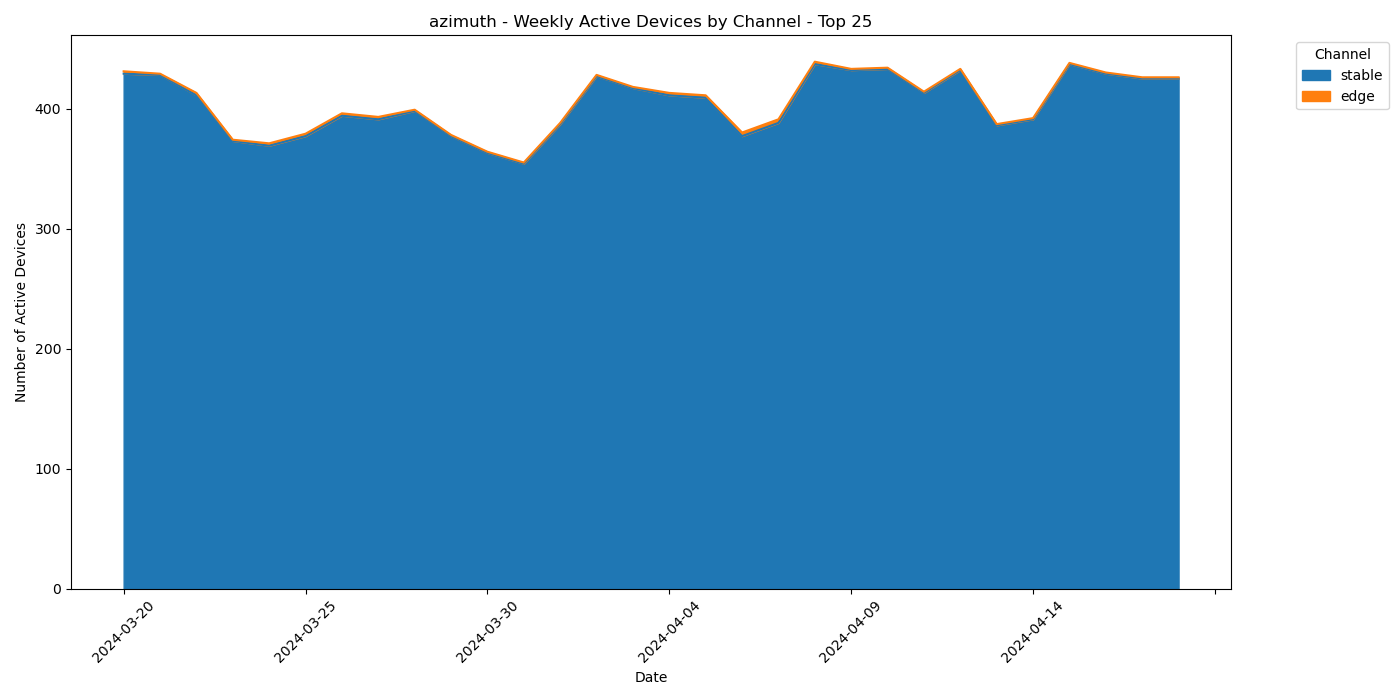 azimuth - Weekly Active Devices by Channel - Top 25
Channel
stable
edge
Number of Active Devices
400
300
200
100
0
2024-03-20
2024-03-25
2024-03-30
2024-04-04
2024-04-09
2024-04-14
Date